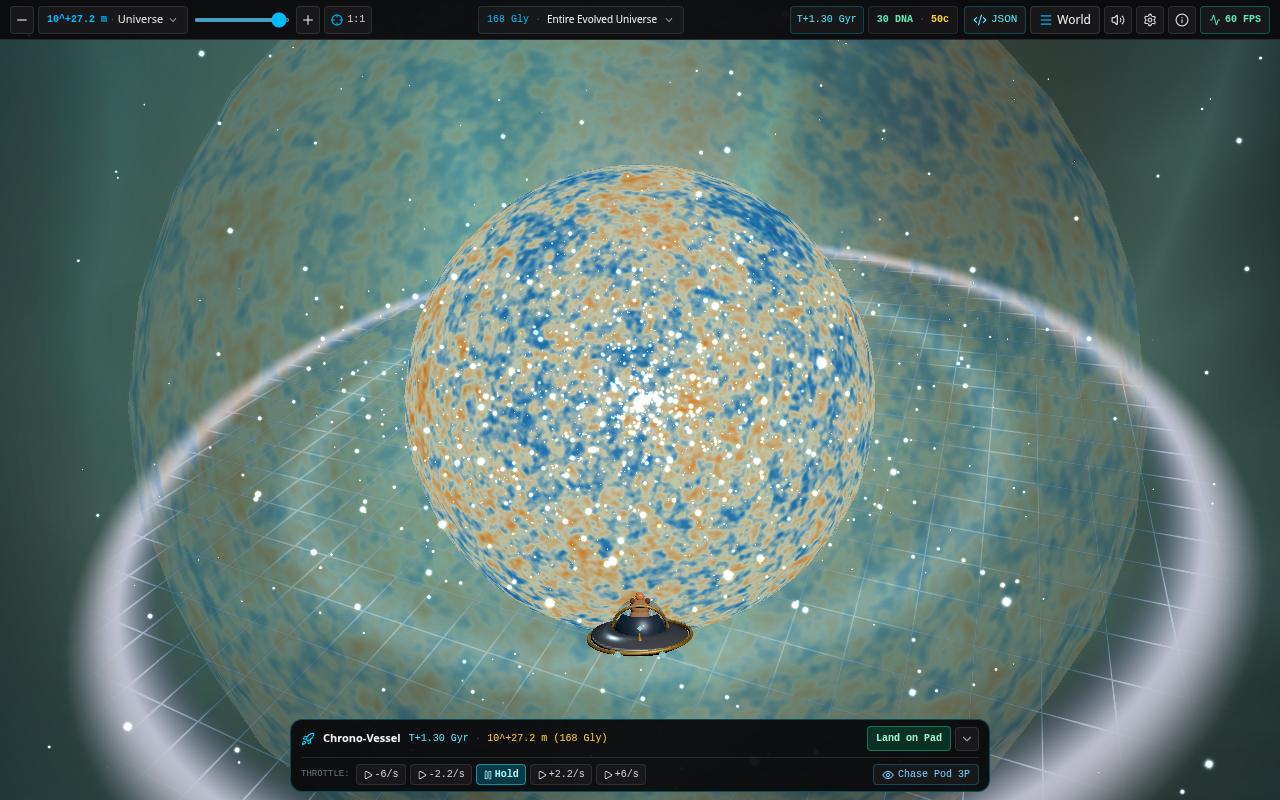 10^+27.2 m · Universe
1:1
168 Gly · Entire Evolved Universe
T+1.30 Gyr
30 DNA · 50c
JSON
World
60 FPS
Chrono-Vessel T+1.30 Gyr · 10^+27.2 m (168 Gly)
Land on Pad
THROTTLE: -6/s -2.2/s Hold +2.2/s +6/s
Chase Pod 3P